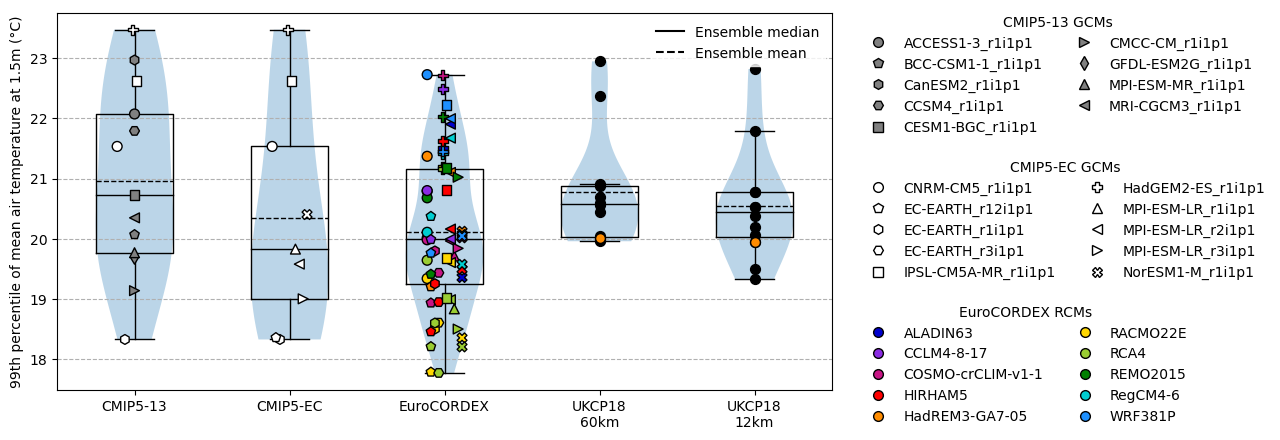 99th percentile of mean air temperature at 1.5m (°C)
23
22
21
20
19
18
Ensemble median
Ensemble mean
CMIP5-13
CMIP5-EC
EuroCORDEX
UKCP18
60km
UKCP18
12km
CMIP5-13 GCMs
ACCESS1-3_r1i1p1
BCC-CSM1-1_r1i1p1
CanESM2_r1i1p1
CCSM4_r1i1p1
CESM1-BGC_r1i1p1
CMCC-CM_r1i1p1
GFDL-ESM2G_r1i1p1
MPI-ESM-MR_r1i1p1
MRI-CGCM3_r1i1p1
CMIP5-EC GCMs
CNRM-CM5_r1i1p1
EC-EARTH_r12i1p1
EC-EARTH_r1i1p1
EC-EARTH_r3i1p1
IPSL-CM5A-MR_r1i1p1
HadGEM2-ES_r1i1p1
MPI-ESM-LR_r1i1p1
MPI-ESM-LR_r2i1p1
MPI-ESM-LR_r3i1p1
NorESM1-M_r1i1p1
EuroCORDEX RCMs
ALADIN63
CCLM4-8-17
COSMO-crCLIM-v1-1
HIRHAM5
HadREM3-GA7-05
RACMO22E
RCA4
REMO2015
RegCM4-6
WRF381P